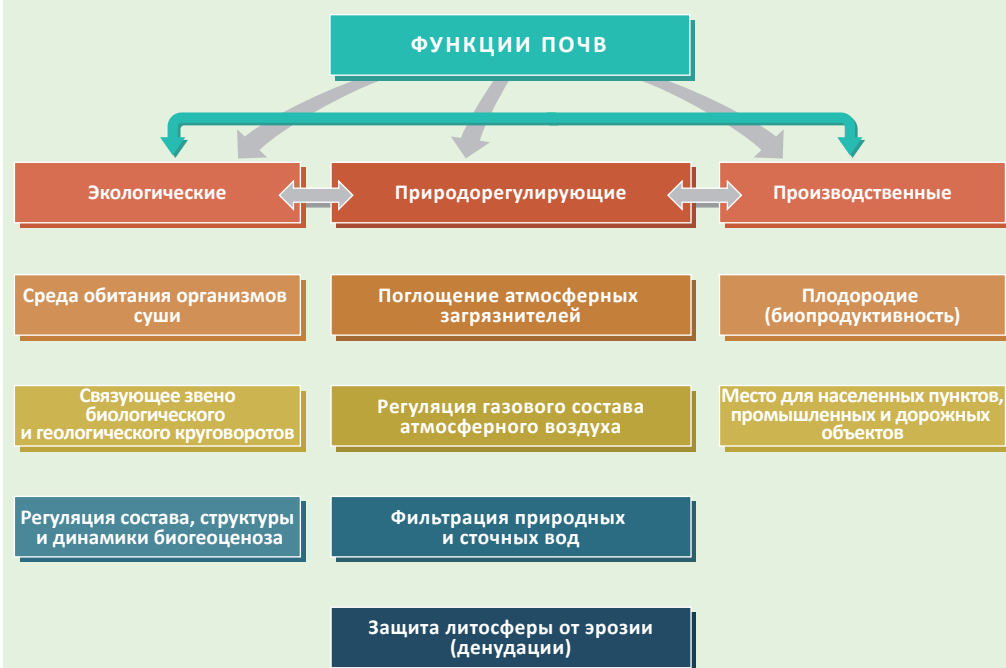 ФУНКЦИИ ПОЧВ
Экологические
Природорегулирующие
Производственные
Среда обитания организмов
суши
Поглощение атмосферных
загрязнителей
Плодородие
(биопродуктивность)
Связующее звено
биологического
и геологического круговоротов
Регуляция газового состава
атмосферного воздуха
Место для населенных пунктов,
промышленных и дорожных
объектов
Регуляция состава, структуры
и динамики биогеоценоза
Фильтрация природных
и сточных вод
Защита литосферы от эрозии
(денудации)